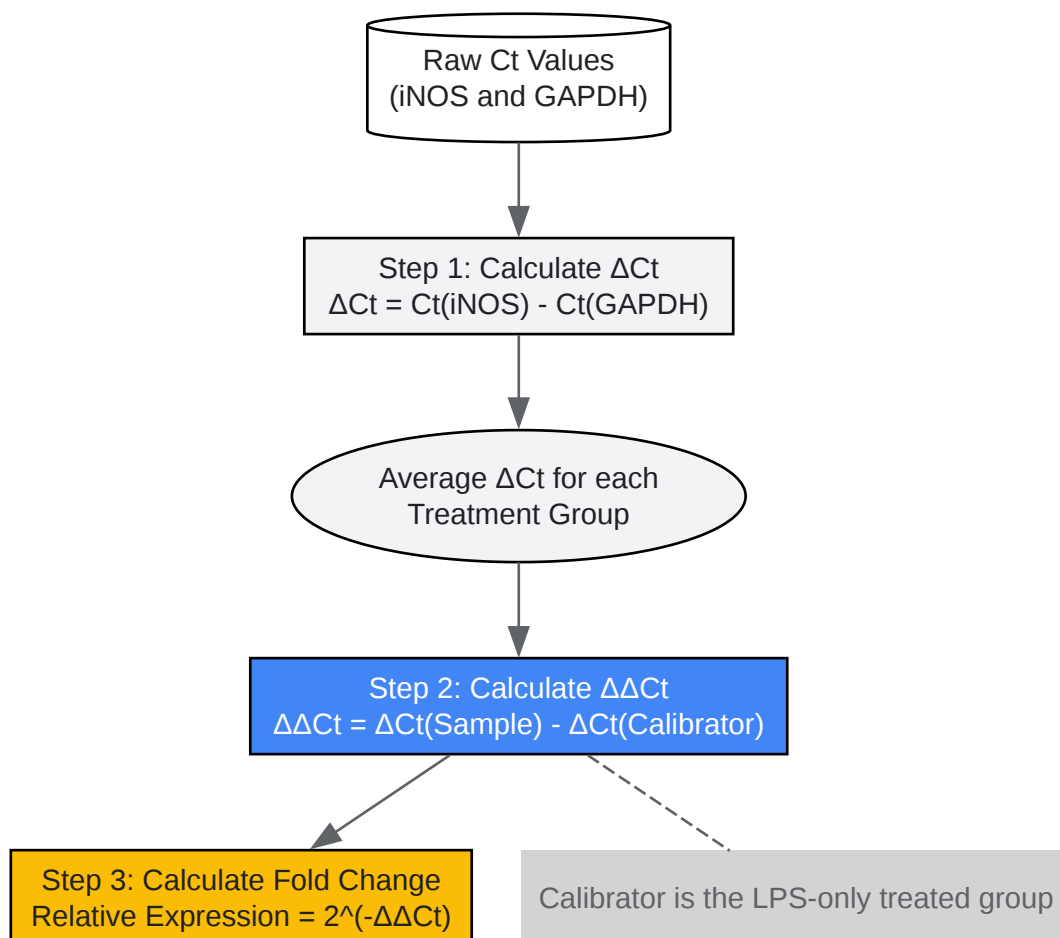 Raw Ct Values
(iNOS and GAPDH)
Step 1: Calculate ΔCt
ΔCt = Ct(iNOS) - Ct(GAPDH)
Average ΔCt for each
Treatment Group
Step 2: Calculate ΔΔCt
ΔΔCt = ΔCt(Sample) - ΔCt(Calibrator)
Step 3: Calculate Fold Change
Relative Expression = 2^(-ΔΔCt)
Calibrator is the LPS-only treated group